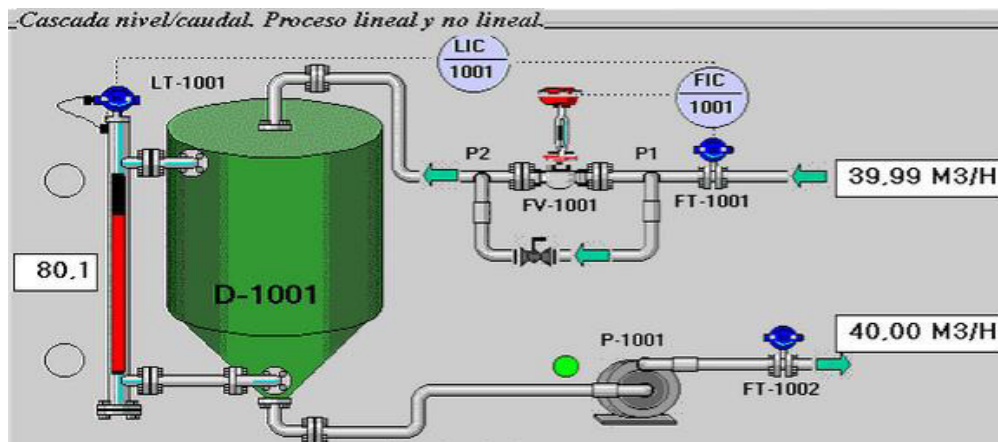 Cascada nivel/caudal. Proceso lineal y no lineal.
LIC
1001
LT-1001
FIC
1001
P2
P1
39,99 M3/H
FV-1001
FT-1001
80,1
D-1001
40,00 M3/H
P-1001
FT-1002